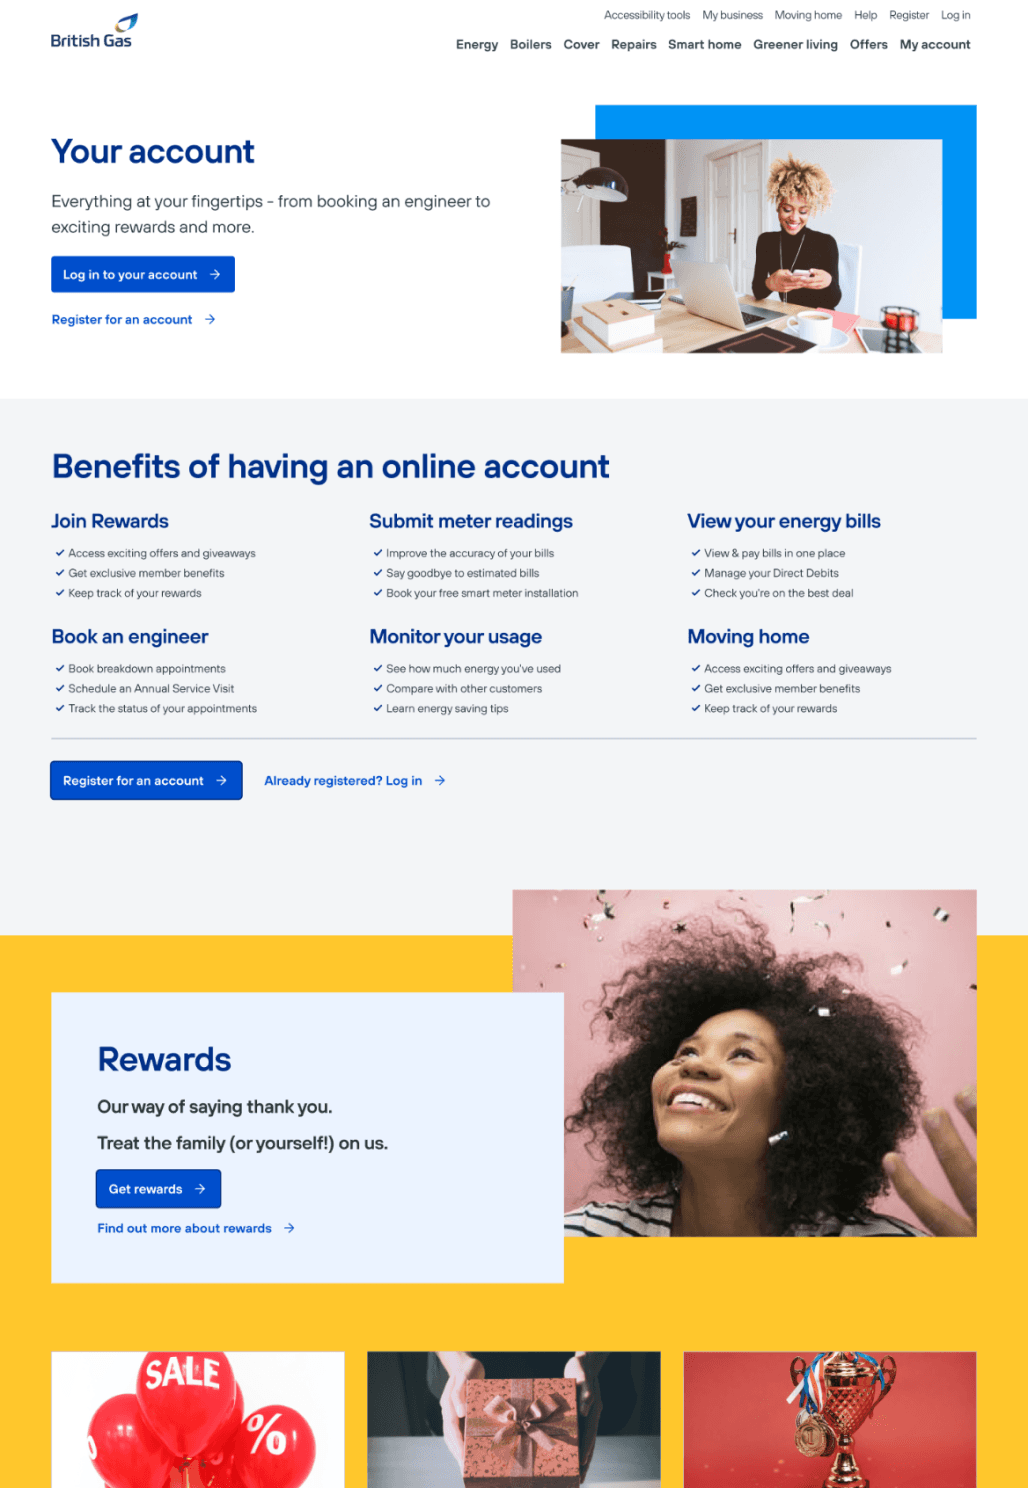 Accessibility tools My business Moving home Help Register Log in
British Gas
Energy Boilers Cover Repairs Smart home Greener living Offers My account
Your account
Everything at your fingertips - from booking an engineer to
exciting rewards and more.
Log in to your account
Register for an account
Benefits of having an online account
Join Rewards
Access exciting offers and giveaways
Get exclusive member benefits
Keep track of your rewards
Submit meter readings
Improve the accuracy of your bills
Say goodbye to estimated bills
Book your free smart meter installation
View your energy bills
View & pay bills in one place
Manage your Direct Debits
Check you're on the best deal
Book an engineer
Book breakdown appointments
Schedule an Annual Service Visit
Track the status of your appointments
Monitor your usage
See how much energy you've used
Compare with other customers
Learn energy saving tips
Moving home
Access exciting offers and giveaways
Get exclusive member benefits
Keep track of your rewards
Register for an account
Already registered? Log in
Rewards
Our way of saying thank you.
Treat the family (or yourself!) on us.
Get rewards
Find out more about rewards
SALE
%
1